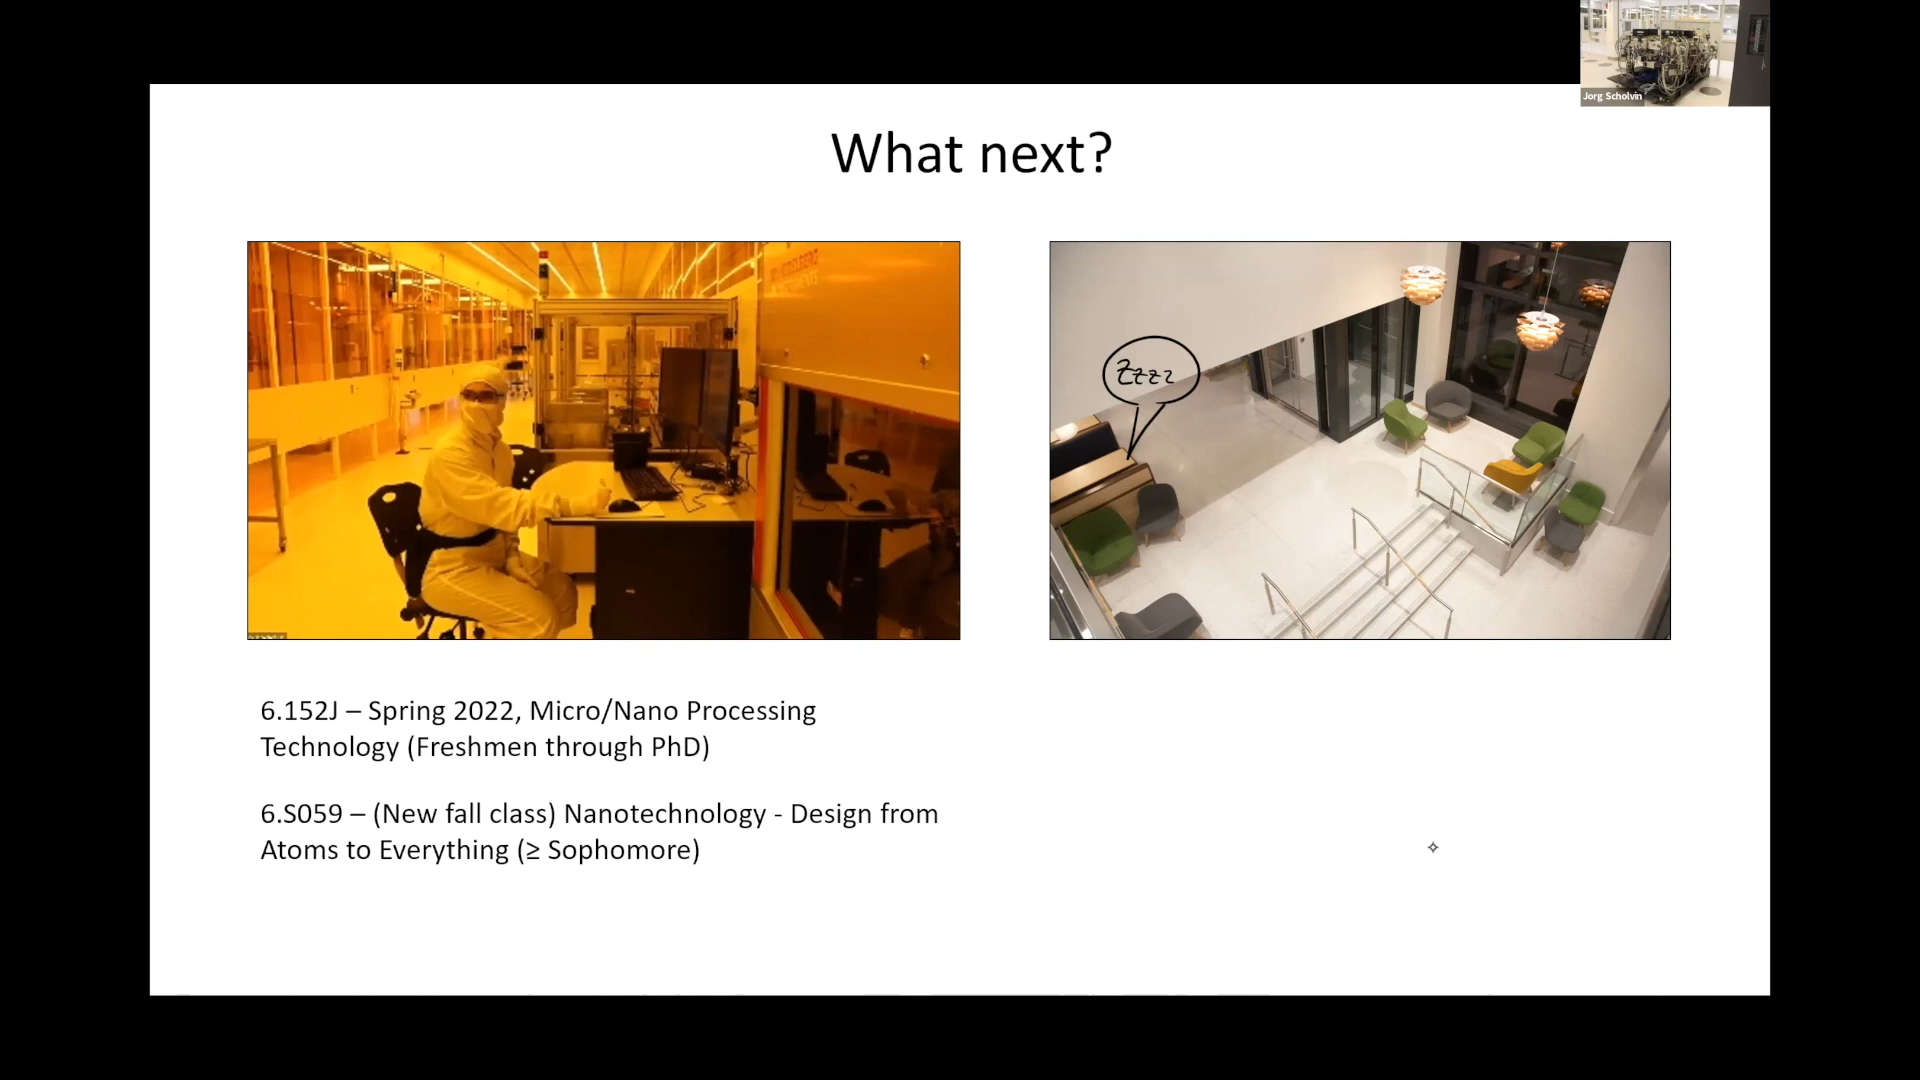 Jorg Scholvin
What next?
Zzzz
6.152J – Spring 2022, Micro/Nano Processing
Technology (Freshmen through PhD)
6.S059 – (New fall class) Nanotechnology - Design from
Atoms to Everything (≥ Sophomore)